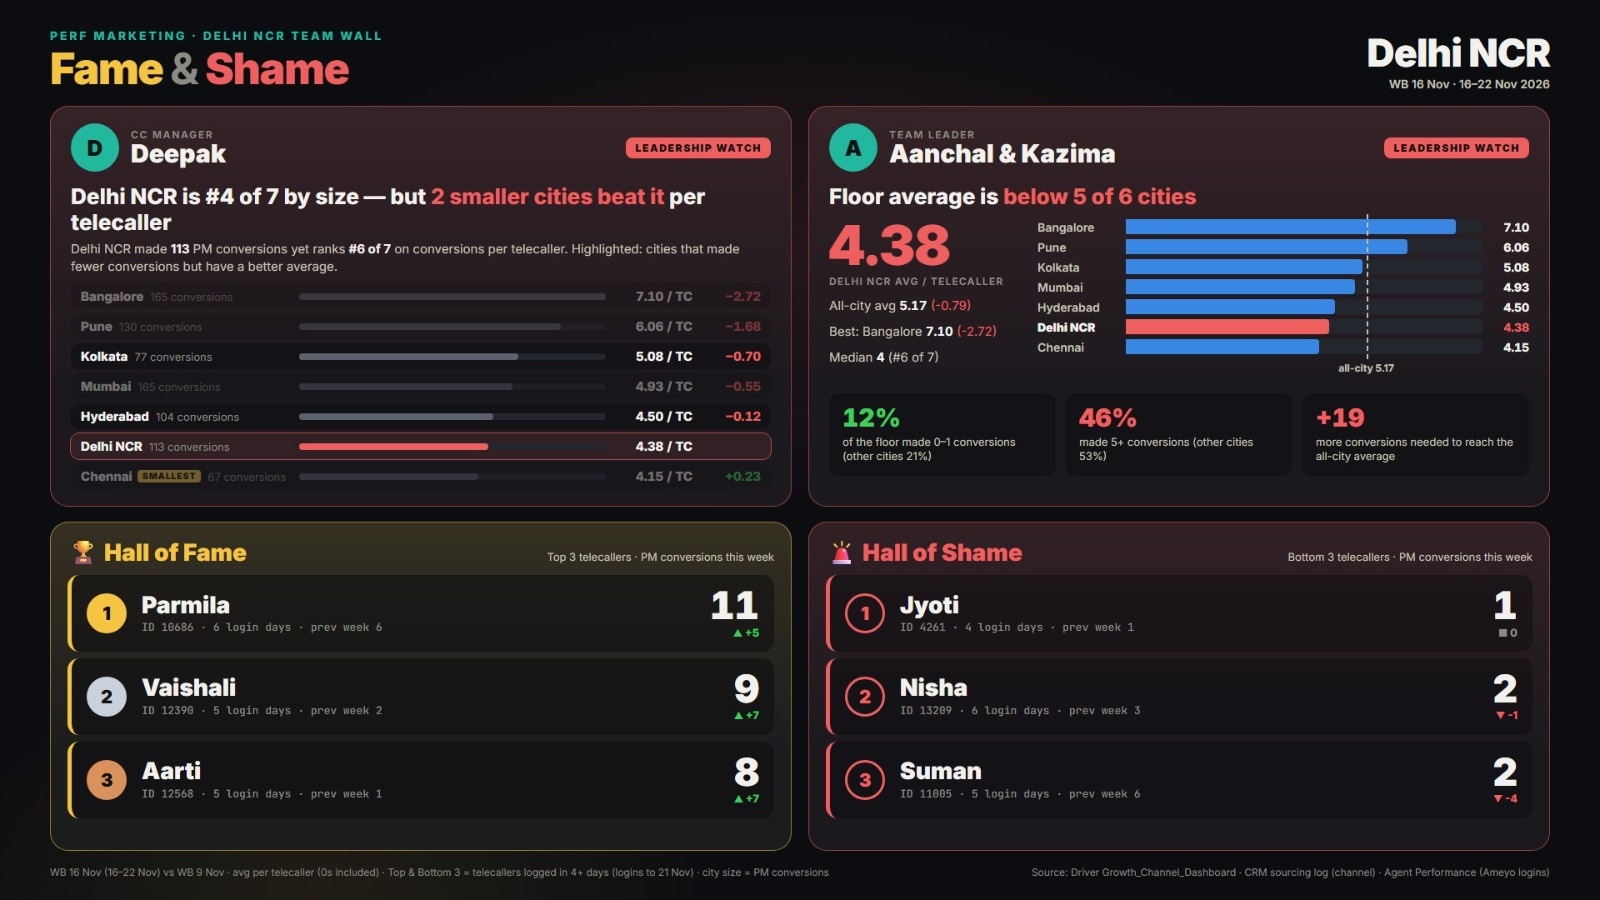 PERF MARKETING · DELHI NCR TEAM WALL
Fame & Shame
Delhi NCR
WB 16 Nov · 16–22 Nov 2026
D
CC MANAGER
Deepak
LEADERSHIP WATCH
Delhi NCR is #4 of 7 by size — but 2 smaller cities beat it per
telecaller
Delhi NCR made 113 PM conversions yet ranks #6 of 7 on conversions per telecaller. Highlighted: cities that made
fewer conversions but have a better average.
Bangalore 165 conversions 7.10 / TC −2.72
Pune 130 conversions 6.06 / TC −1.68
Kolkata 77 conversions 5.08 / TC −0.70
Mumbai 165 conversions 4.93 / TC −0.55
Hyderabad 104 conversions 4.50 / TC −0.12
Delhi NCR 113 conversions 4.38 / TC
Chennai SMALLEST 67 conversions 4.15 / TC +0.23
A
TEAM LEADER
Aanchal & Kazima
LEADERSHIP WATCH
Floor average is below 5 of 6 cities
4.38
DELHI NCR AVG / TELECALLER
All-city avg 5.17 (-0.79)
Best: Bangalore 7.10 (-2.72)
Median 4 (#6 of 7)
Bangalore 7.10
Pune 6.06
Kolkata 5.08
Mumbai 4.93
Hyderabad 4.50
Delhi NCR 4.38
Chennai 4.15
all-city 5.17
12%
of the floor made 0–1 conversions
(other cities 21%)
46%
made 5+ conversions (other cities
53%)
+19
more conversions needed to reach the
all-city average
Hall of Fame
Top 3 telecallers · PM conversions this week
1 Parmila 11
ID 10686 · 6 login days · prev week 6 ▲ +5
2 Vaishali 9
ID 12390 · 5 login days · prev week 2 ▲ +7
3 Aarti 8
ID 12568 · 5 login days · prev week 1 ▲ +7
Hall of Shame
Bottom 3 telecallers · PM conversions this week
1 Jyoti 1
ID 4261 · 4 login days · prev week 1 ■ 0
2 Nisha 2
ID 13209 · 6 login days · prev week 3 ▼ -1
3 Suman 2
ID 11005 · 5 login days · prev week 6 ▼ -4
WB 16 Nov (16–22 Nov) vs WB 9 Nov · avg per telecaller (0s included) · Top & Bottom 3 = telecallers logged in 4+ days (logins to 21 Nov) · city size = PM conversions
Source: Driver Growth_Channel_Dashboard · CRM sourcing log (channel) · Agent Performance (Ameyo logins)